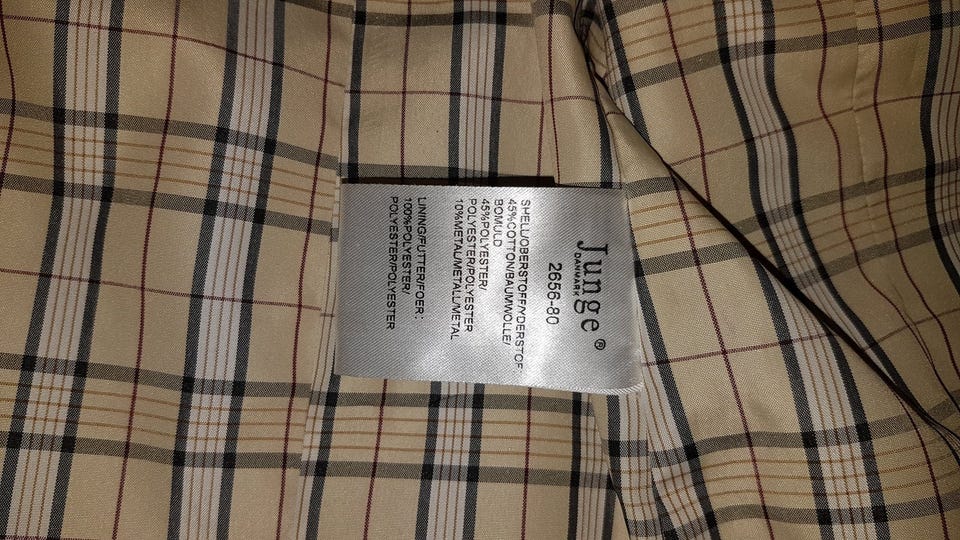 Junge ®
DANMARK
2656-80
SHELL/OBERSTOFF/YDERSTOF
45%COTTON/BAUMWOLLE/
BOMULD
45%POLYESTER/
POLYESTER/POLYESTER
10%METAL/METALL/METAL
LINING/FUTTER/FOER:
100%POLYESTER/
POLYESTER/POLYESTER